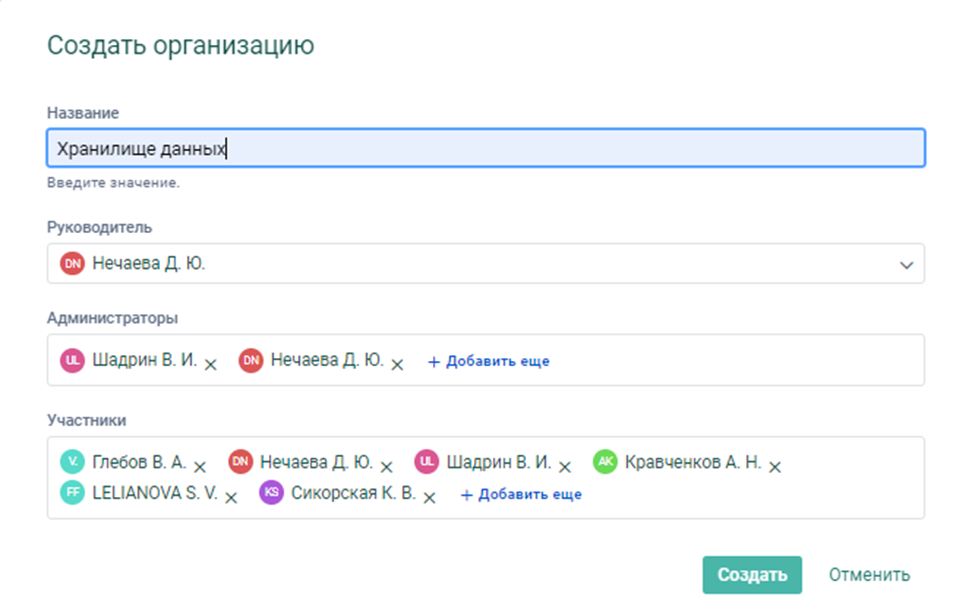 Создать организацию
Название
Хранилище данных
Введите значение.
Руководитель
DN Нечаева Д. Ю.
Администраторы
UL Шадрин В. И. × DN Нечаева Д. Ю. × + Добавить еще
Участники
V. Глебов В. А. × DN Нечаева Д. Ю. × UL Шадрин В. И. × AK Кравченков А. Н. ×
FF LELIANOVA S. V. × KS Сикорская К. В. × + Добавить еще
Создать Отменить